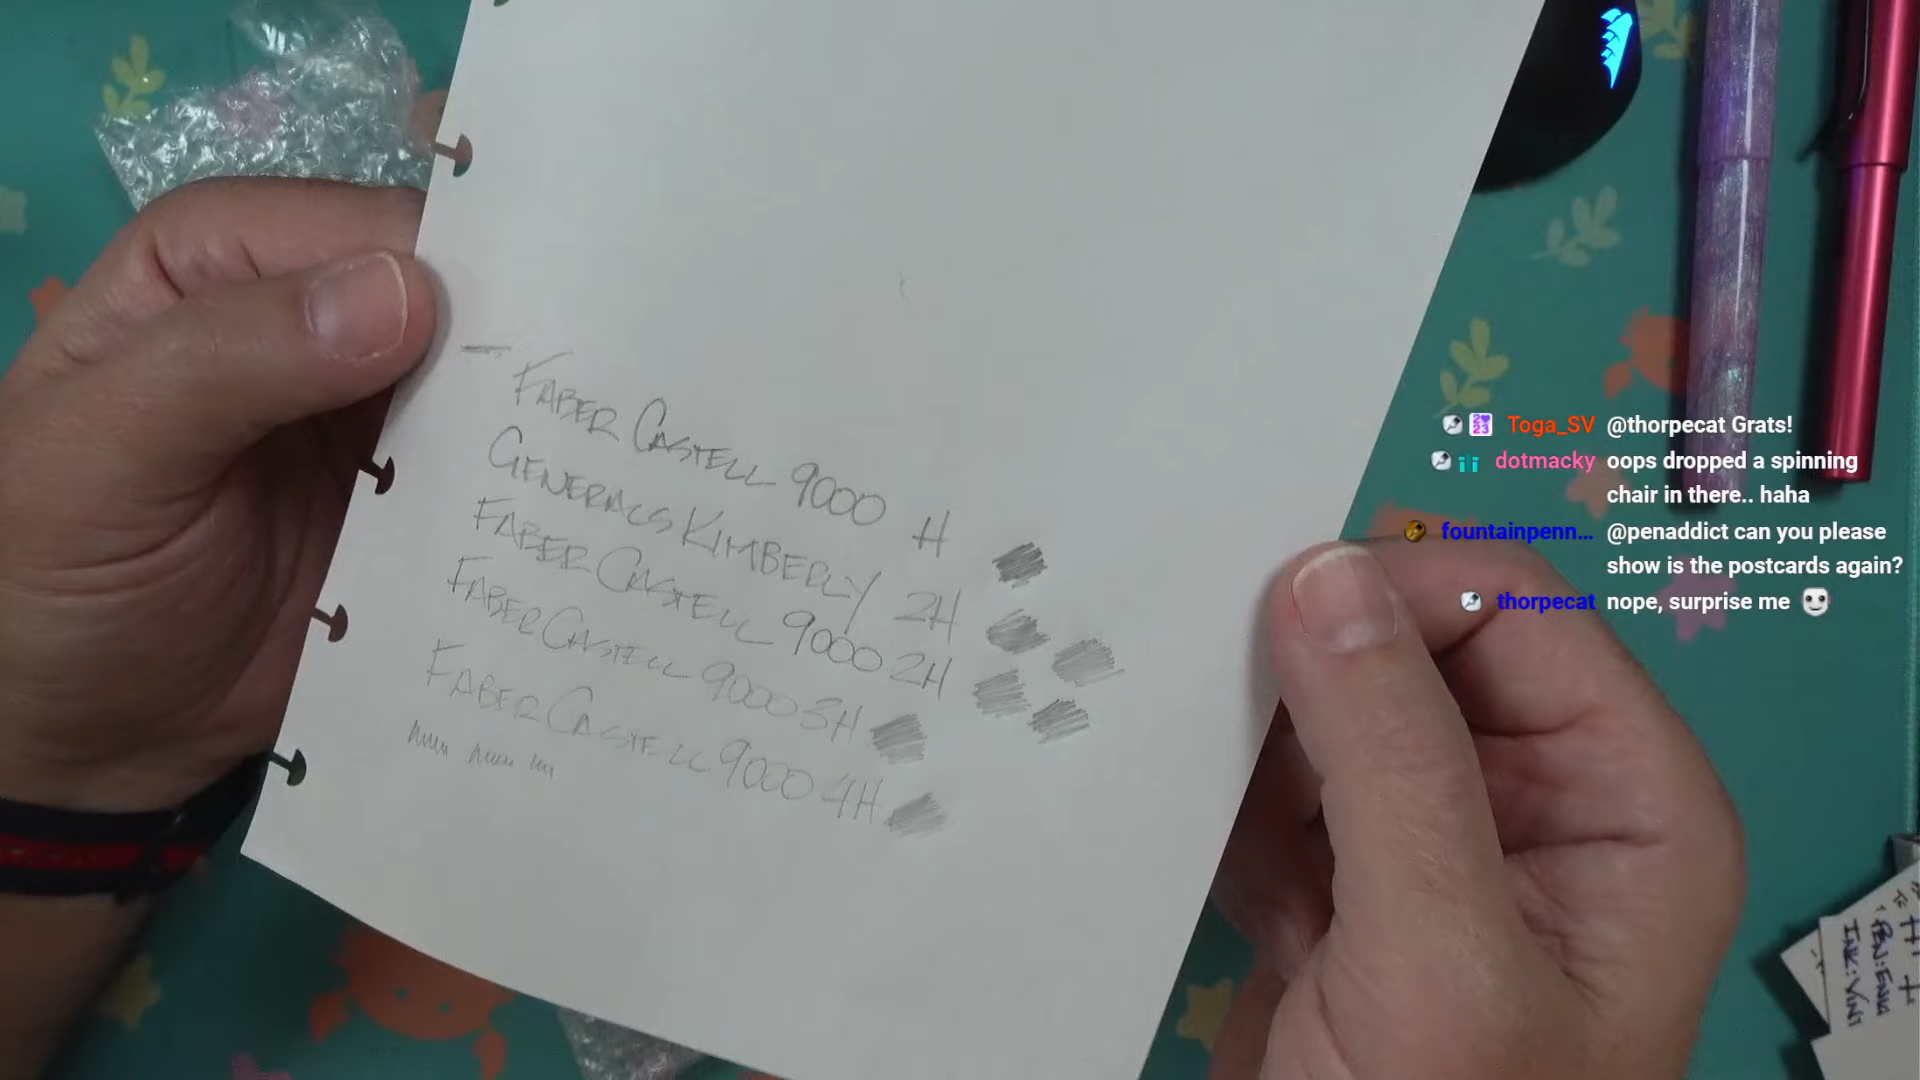 FABER CASTELL 9000 H
GENERALS KIMBERLY 2H
FABER CASTELL 9000 2H
FABER CASTELL 9000 3H
FABER CASTELL 9000 4H
Toga_SV @thorpecat Grats!
dotmacky oops dropped a spinning
chair in there.. haha
fountainpenn... @penaddict can you please
show is the postcards again?
thorpecat nope, surprise me
INK:VINT